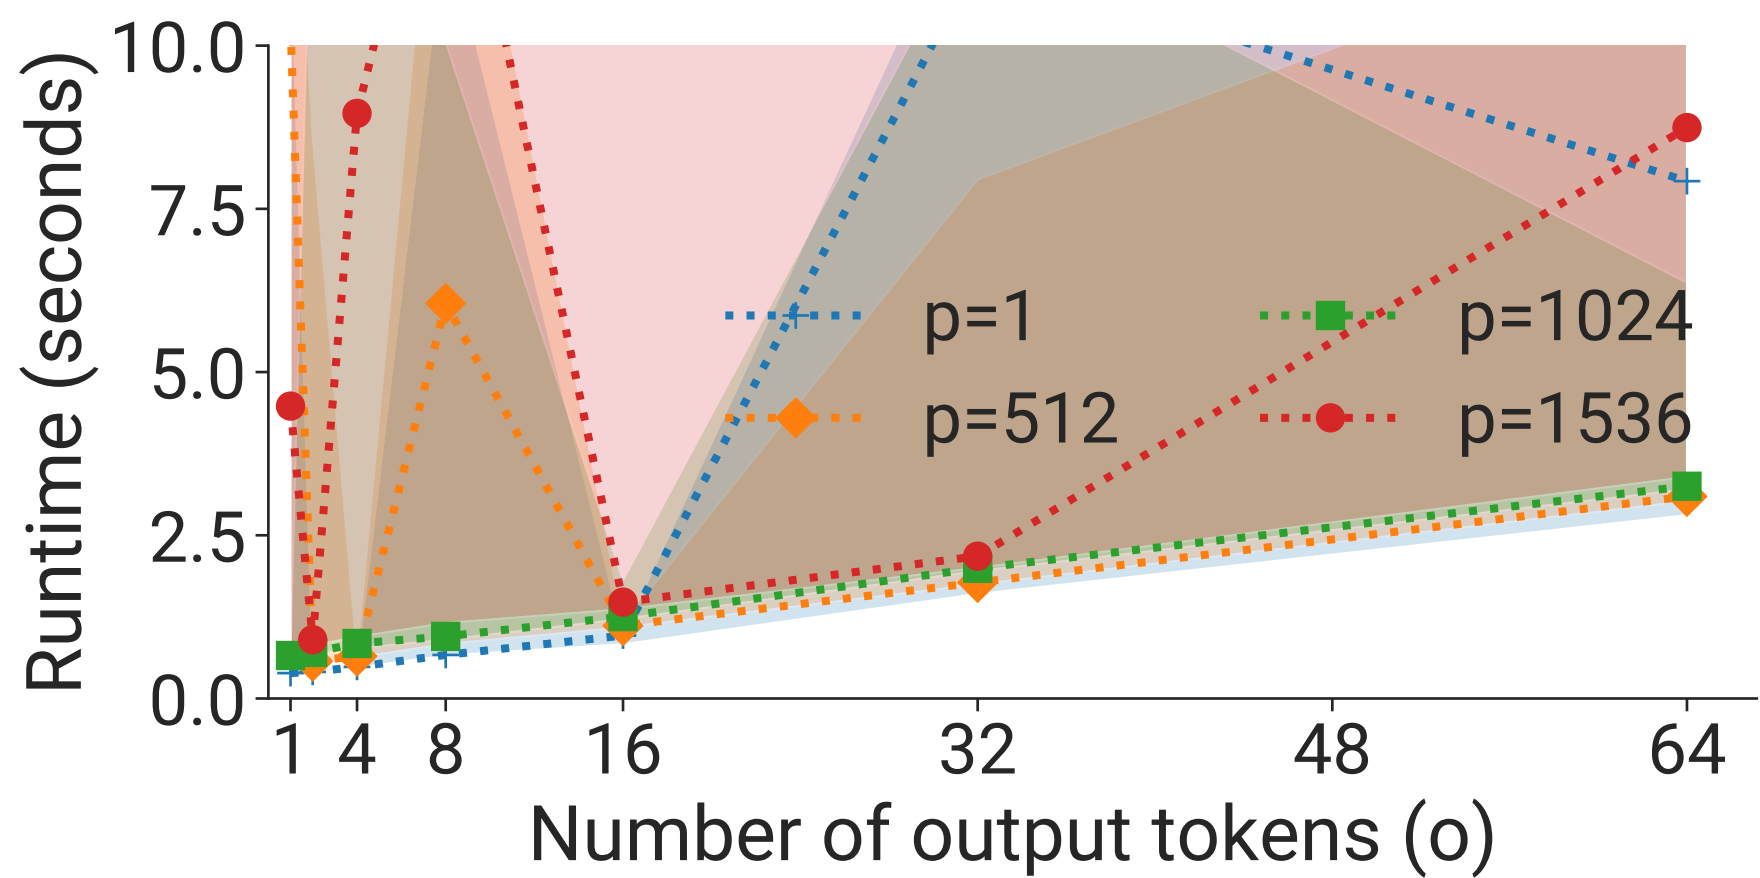 Runtime (seconds)
10.0
7.5
5.0
2.5
0.0
p=1
p=1024
p=512
p=1536
1 4 8 16 32 48 64
Number of output tokens (o)